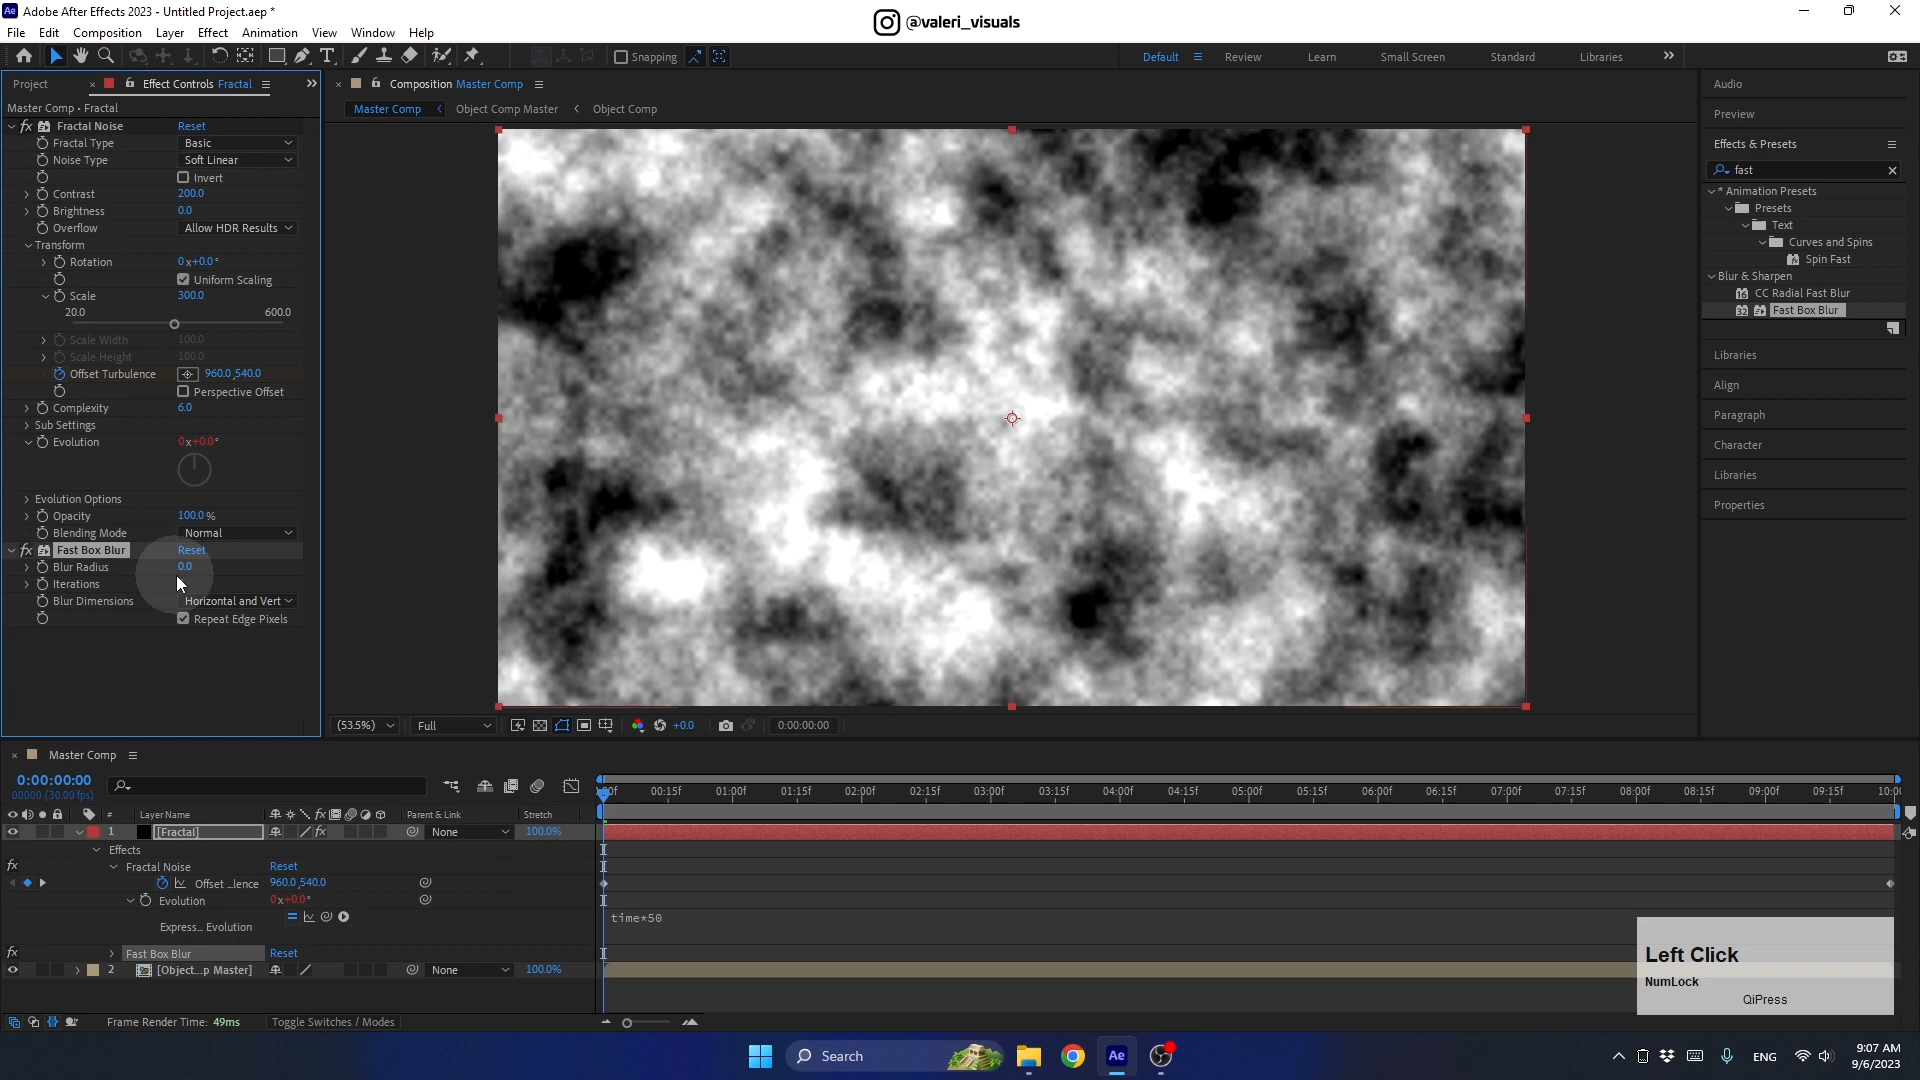 Adobe After Effects 2023 - Untitled Project.aep *
@valeri_visuals
File Edit Composition Layer Effect Animation View Window Help
Snapping
Default Review Learn Small Screen Standard Libraries
Project Effect Controls Fractal
Composition Master Comp
Master Comp Object Comp Master Object Comp
Master Comp • Fractal
fx Fractal Noise Reset
Fractal Type Basic
Noise Type Soft Linear
Invert
Contrast 200.0
Brightness 0.0
Overflow Allow HDR Results
Transform
Rotation 0x+0.0°
Uniform Scaling
Scale 300.0
20.0 600.0
Scale Width 100.0
Scale Height 100.0
Offset Turbulence 960.0,540.0
Perspective Offset
Complexity 6.0
Sub Settings
Evolution 0x+0.0°
Evolution Options
Opacity 100.0 %
Blending Mode Normal
fx Fast Box Blur Reset
Blur Radius 0.0
Iterations
Blur Dimensions Horizontal and Vert
Repeat Edge Pixels
(53.5%) Full +0.0 0:00:00:00
Audio
Preview
Effects & Presets
fast
* Animation Presets
Presets
Text
Curves and Spins
Spin Fast
Blur & Sharpen
16 CC Radial Fast Blur
32 Fast Box Blur
Libraries
Align
Paragraph
Character
Libraries
Properties
Master Comp
0:00:00:00
00000 (30.00 fps)
00:15f 01:00f 01:15f 02:00f 02:15f 03:00f 03:15f 04:00f 04:15f 05:00f 05:15f 06:00f 06:15f 07:00f 07:15f 08:00f 08:15f 09:00f 09:15f
# Layer Name fx Parent & Link Stretch
1 [Fractal] fx None 100.0%
Effects
fx Fractal Noise Reset
Offset ...lence 960.0,540.0
Evolution 0x+0.0°
Express... Evolution time*50
fx Fast Box Blur Reset
2 [Object...p Master] None 100.0%
Left Click
NumLock
QiPress
Frame Render Time: 49ms Toggle Switches / Modes
Search
Ae
ENG
9:07 AM
9/6/2023